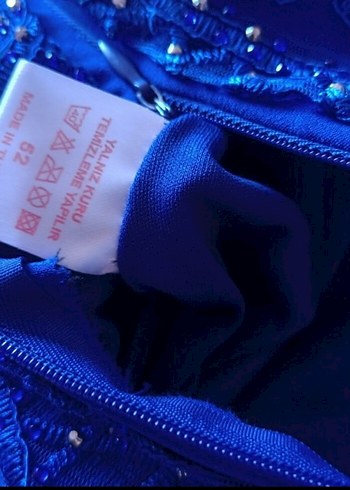 YALNIZ KURU
TEMİZLEME YAPILIR
52
MADE IN T